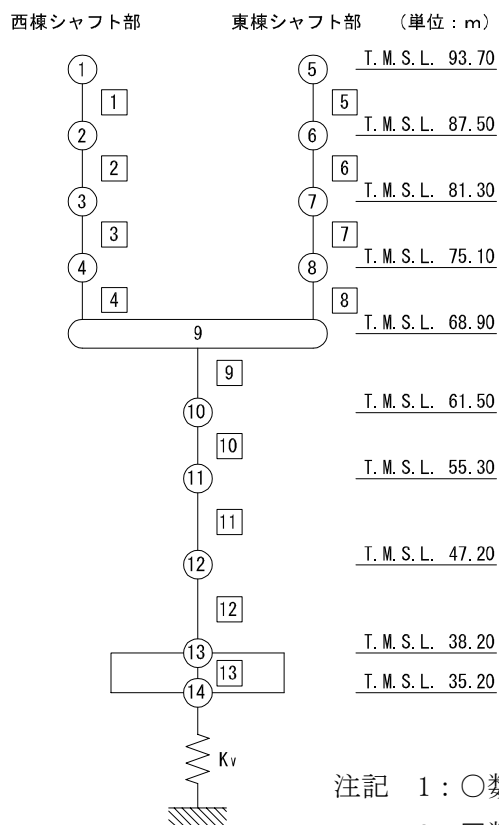 西棟シャフト部 東棟シャフト部 (単位:m)
1 5 T.M.S.L. 93.70
1 5
2 6 T.M.S.L. 87.50
2 6
3 7 T.M.S.L. 81.30
3 7
4 8 T.M.S.L. 75.10
4 8
9 T.M.S.L. 68.90
9
10 T.M.S.L. 61.50
10
11 T.M.S.L. 55.30
11
12 T.M.S.L. 47.20
12
13 T.M.S.L. 38.20
13
14 T.M.S.L. 35.20
Kv
注記 1:○数